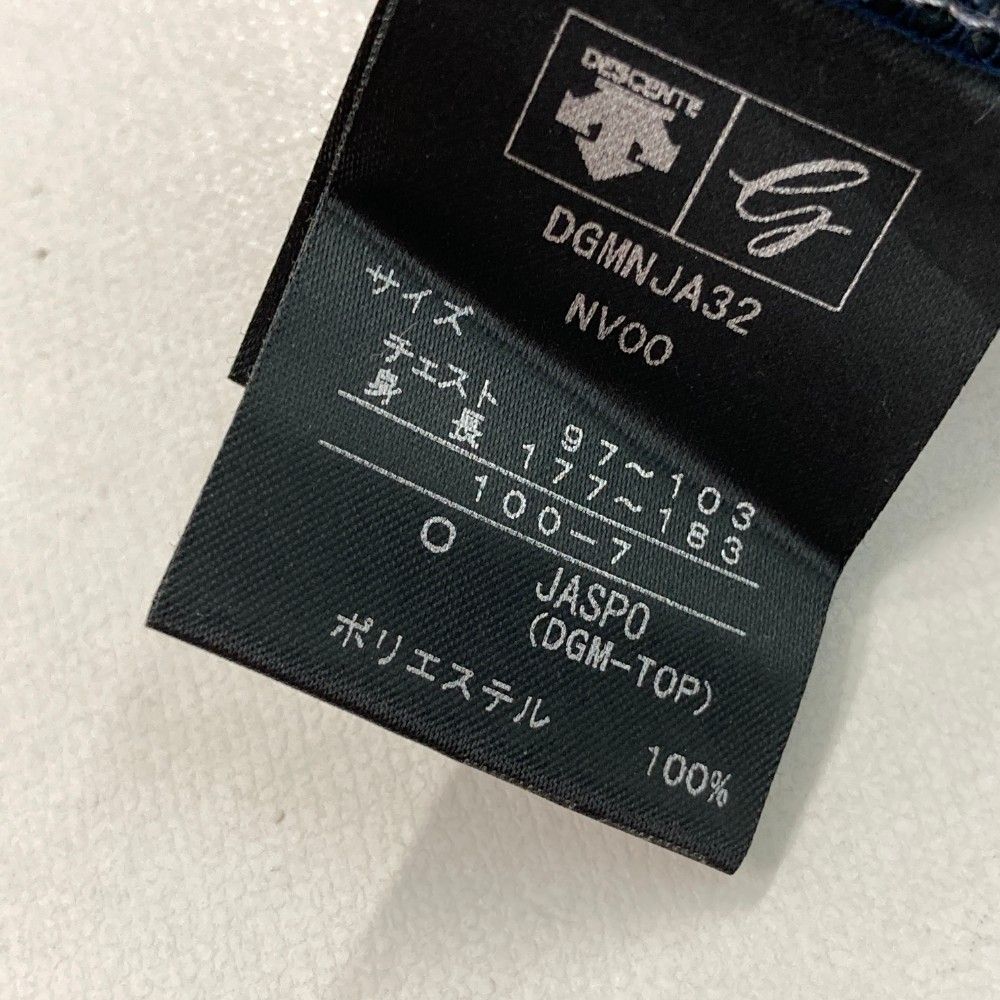 DESCENTE
G
DGMNJA32
NV00
サイズ
チェスト 97~103
身長 177~183
100-7
O JASPO
(DGM-TOP)
ポリエステル
100%